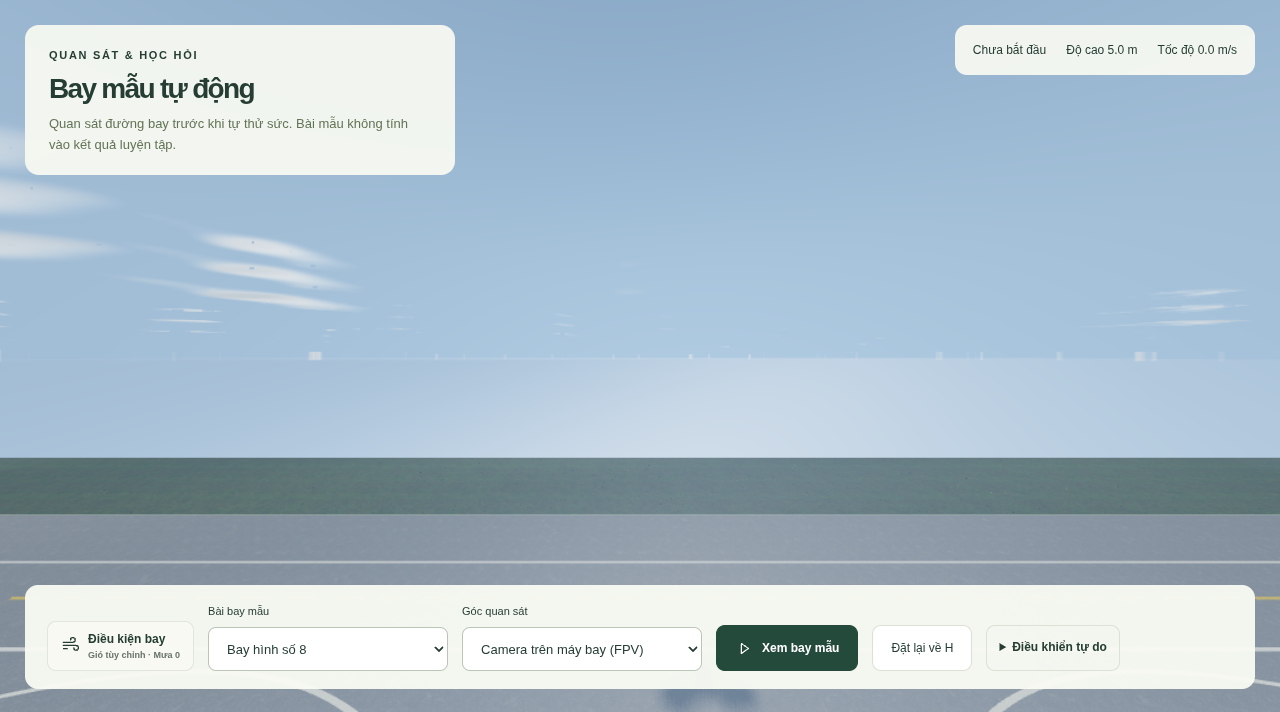 QUAN SÁT & HỌC HỎI
Bay mẫu tự động
Quan sát đường bay trước khi tự thử sức. Bài mẫu không tính
vào kết quả luyện tập.
Chưa bắt đầu Độ cao 5.0 m Tốc độ 0.0 m/s
Điều kiện bay
Gió tùy chỉnh · Mưa 0
Bài bay mẫu
Bay hình số 8
Góc quan sát
Camera trên máy bay (FPV)
Xem bay mẫu
Đặt lại về H
Điều khiển tự do